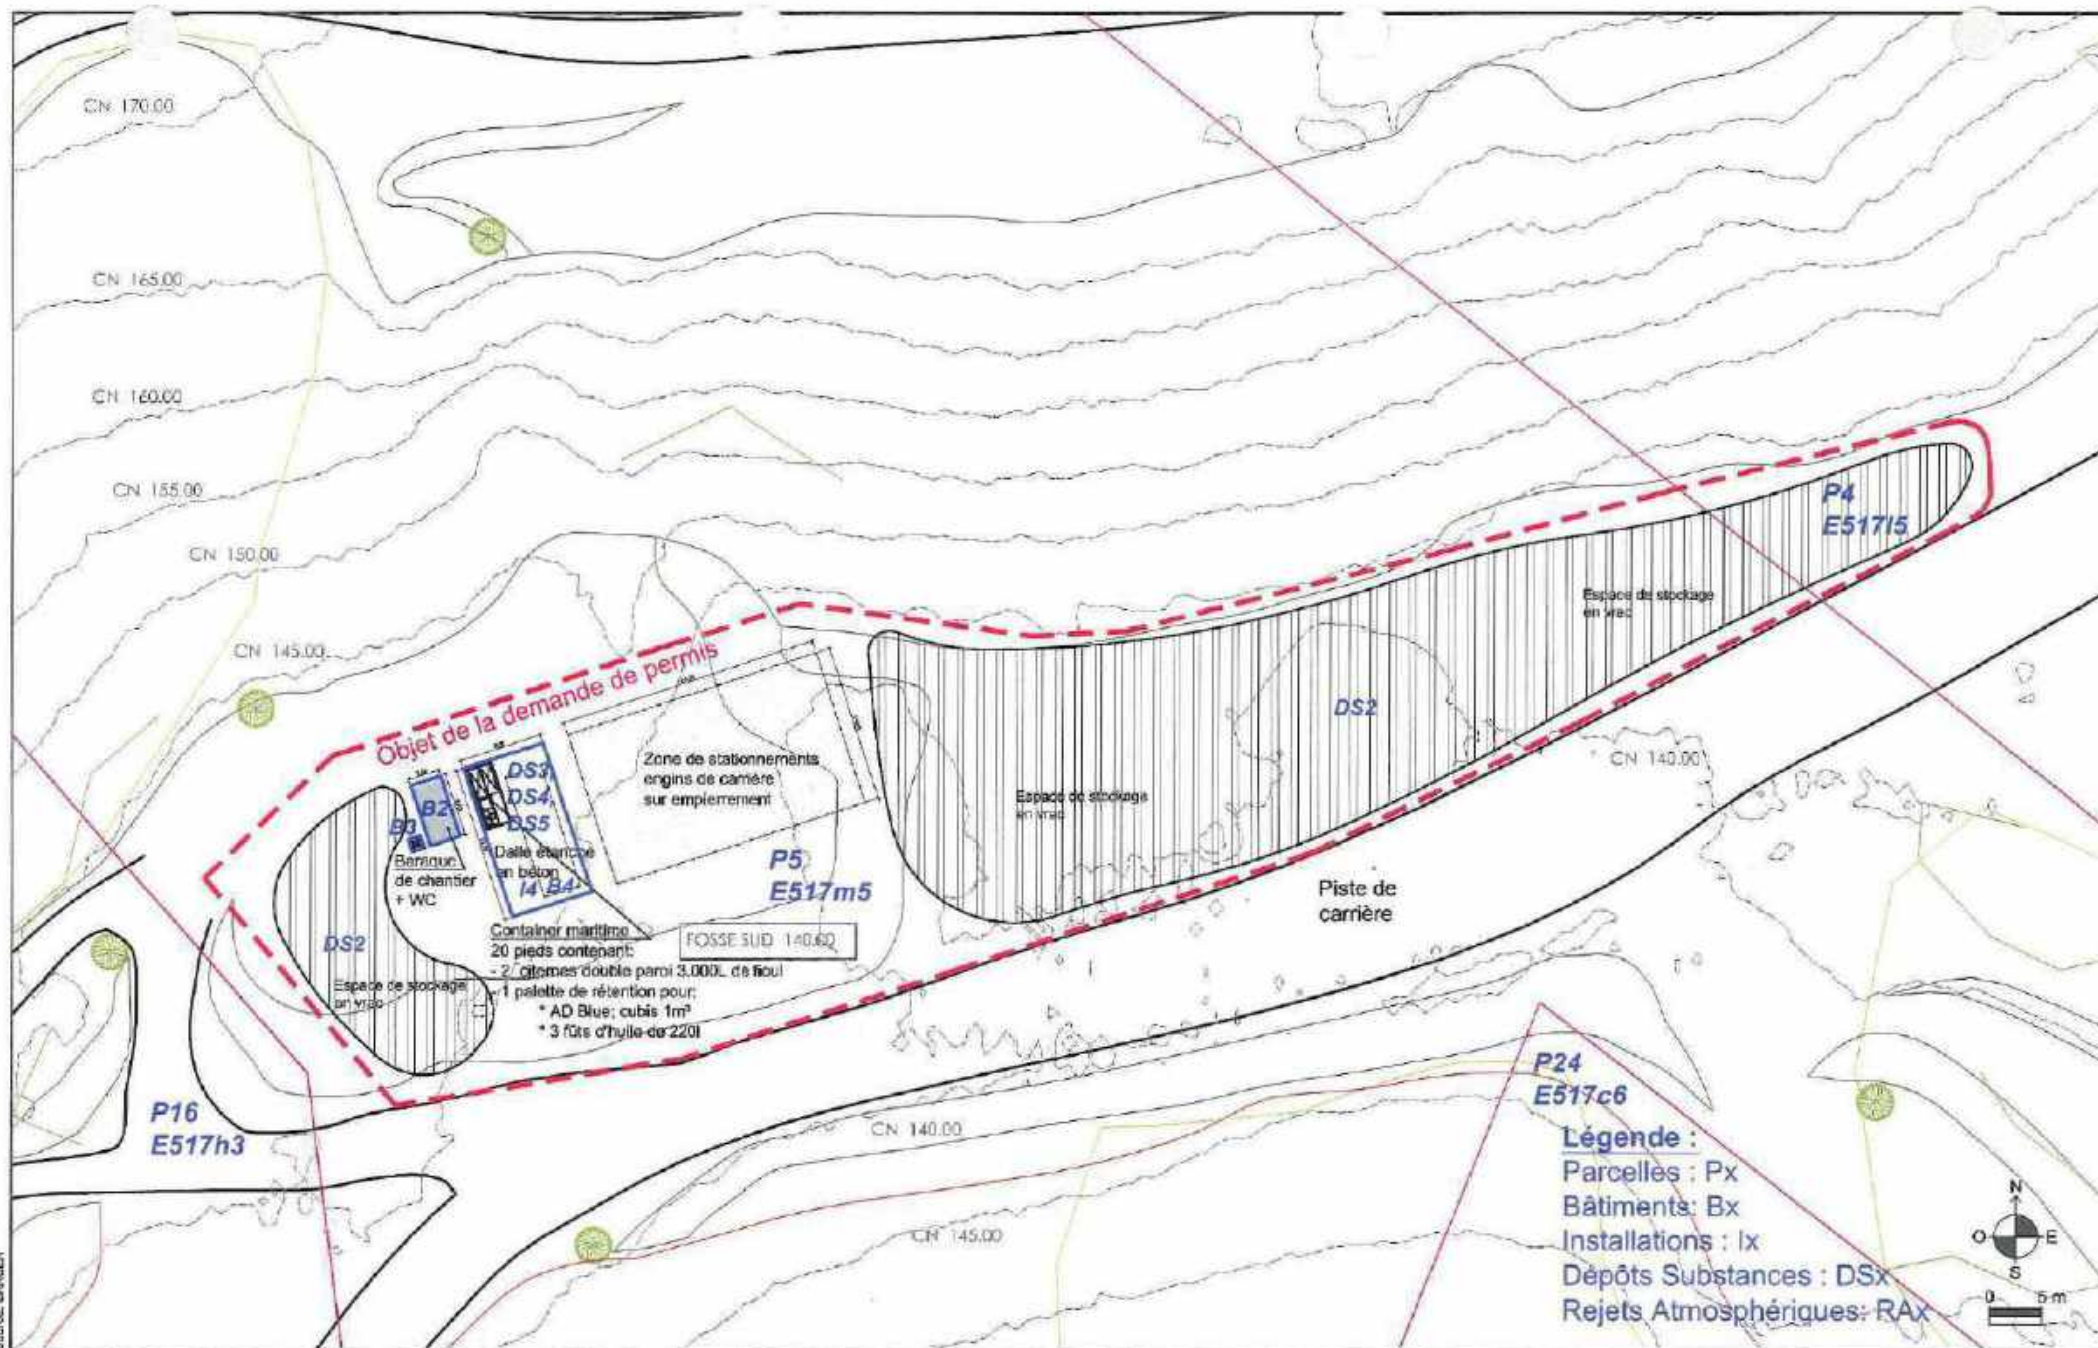 CN 170.00
CN 165.00
CN 160.00
CN 155.00
CN 150.00
CN 145.00
Objet de la demande de permis
P4
E517l5
Espace de stockage
en vrac
DS2
CN 140.00
Zone de stationnements
engins de carrière
sur empierrement
Espace de stockage
en vrac
B2
B3
DS3
DS4
DS5
Dalle étanche
en béton
I4 B4
Baraque
de chantier
+ WC
P5
E517m5
Piste de
carrière
DS2
Espace de stockage
en vrac
Container maritime
20 pieds contenant:
- 2 citernes double paroi 3.000L de fioul
- 1 palette de rétention pour:
* AD Blue; cubis 1m³
* 3 fûts d'huile de 220l
FOSSE SUD 140.60
P16
E517h3
CN 140.00
CN 145.00
P24
E517c6
Légende :
Parcelles : Px
Bâtiments: Bx
Installations : Ix
Dépôts Substances : DSx
Rejets Atmosphériques: RAx
N
O E
S
0 5 m